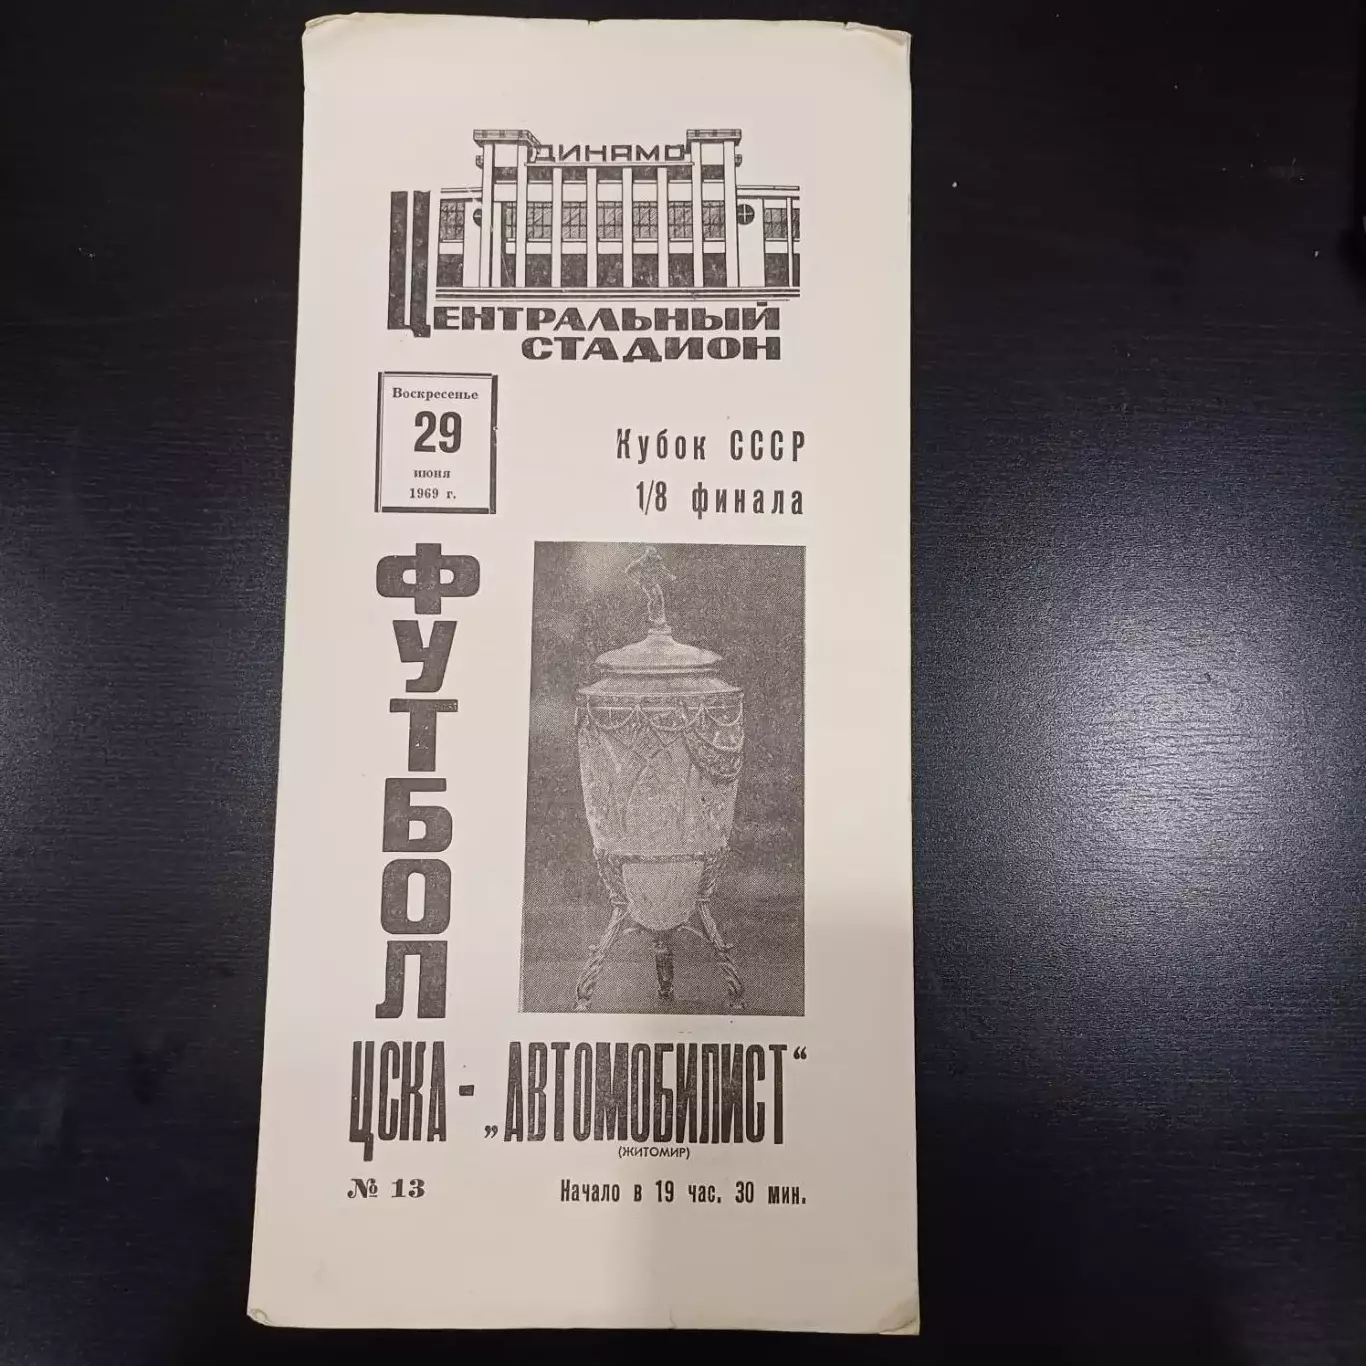 ДИНАМО
ЦЕНТРАЛЬНЫЙ
СТАДИОН
Воскресенье
29
июня
1969 г.
Кубок СССР
1/8 финала
ФУТБОЛ
ЦСКА - „АВТОМОБИЛИСТ“
(ЖИТОМИР)
№ 13
Начало в 19 час. 30 мин.